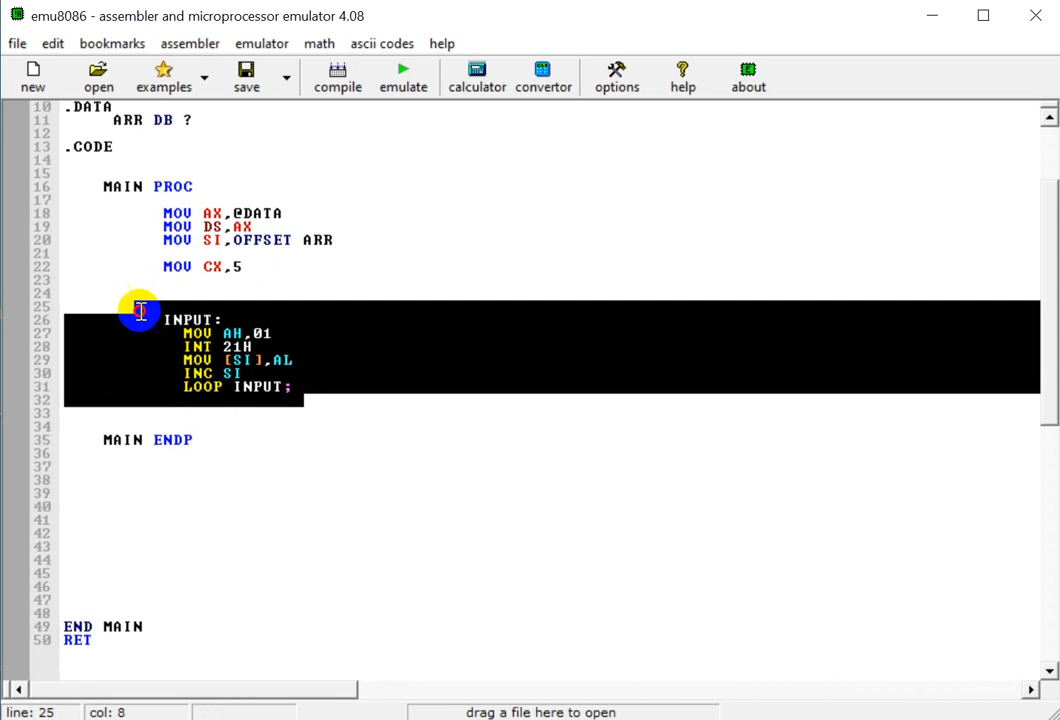 emu8086 - assembler and microprocessor emulator 4.08
file edit bookmarks assembler emulator math ascii codes help
new open examples save compile emulate calculator convertor options help about
10 .DATA
11 ARR DB ?
12
13 .CODE
14
15
16 MAIN PROC
17
18 MOV AX,@DATA
19 MOV DS,AX
20 MOV SI,OFFSET ARR
21
22 MOV CX,5
23
24
25
26 INPUT:
27 MOV AH,01
28 INT 21H
29 MOV [SI],AL
30 INC SI
31 LOOP INPUT;
32
33
34
35 MAIN ENDP
36
37
38
39
40
41
42
43
44
45
46
47
48
49 END MAIN
50 RET
line: 25 col: 8 drag a file here to open